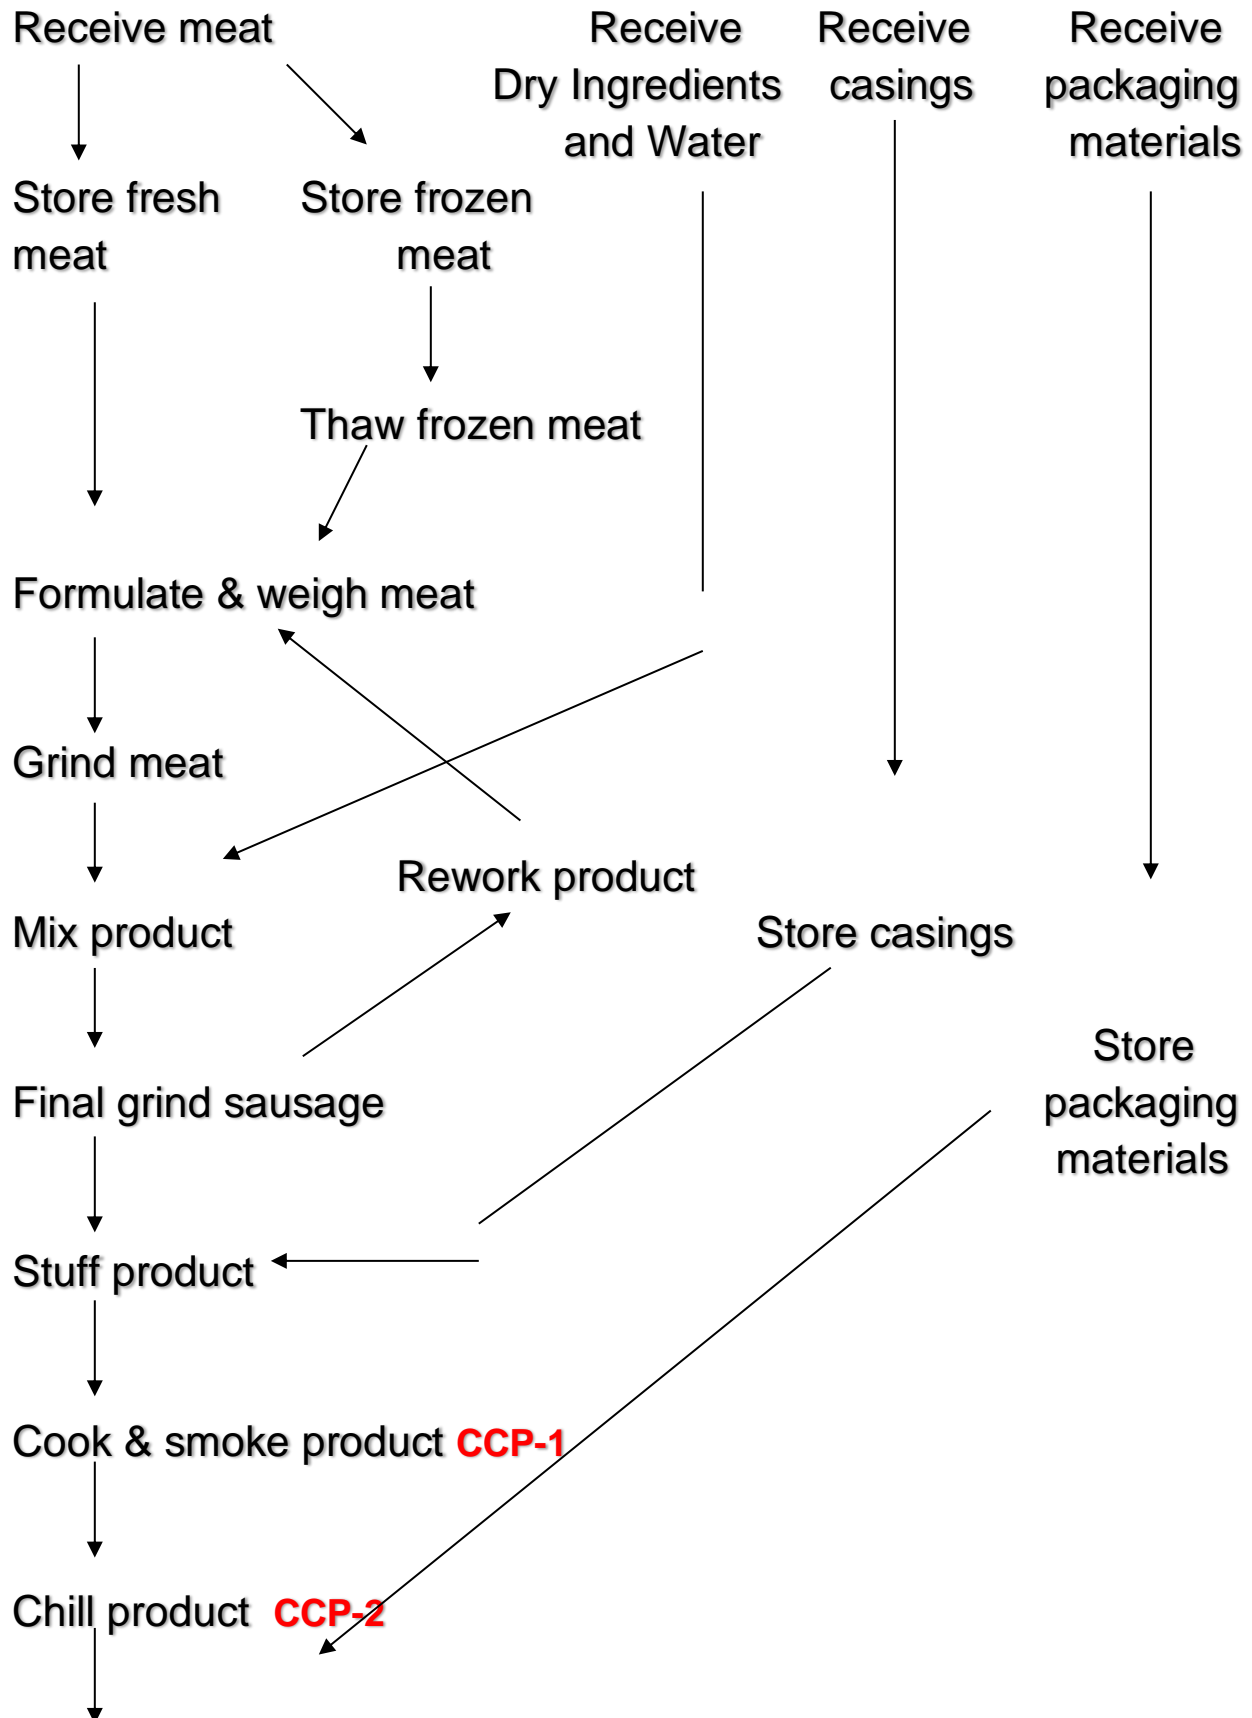 Receive meat
Receive
Dry Ingredients
and Water
Receive
casings
Receive
packaging
materials
Store fresh
meat
Store frozen
meat
Thaw frozen meat
Formulate & weigh meat
Grind meat
Rework product
Mix product
Store casings
Store
packaging
materials
Final grind sausage
Stuff product
Cook & smoke product CCP-1
Chill product CCP-2